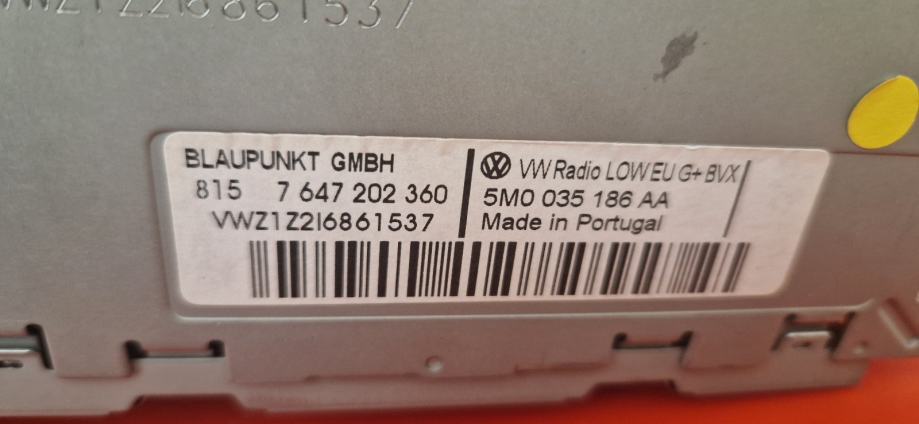 VWZ1Z2I6861537
BLAUPUNKT GMBH
815 7 647 202 360
VWZ1Z2I6861537
VW Radio LOW EU G+ BVX
5M0 035 186 AA
Made in Portugal